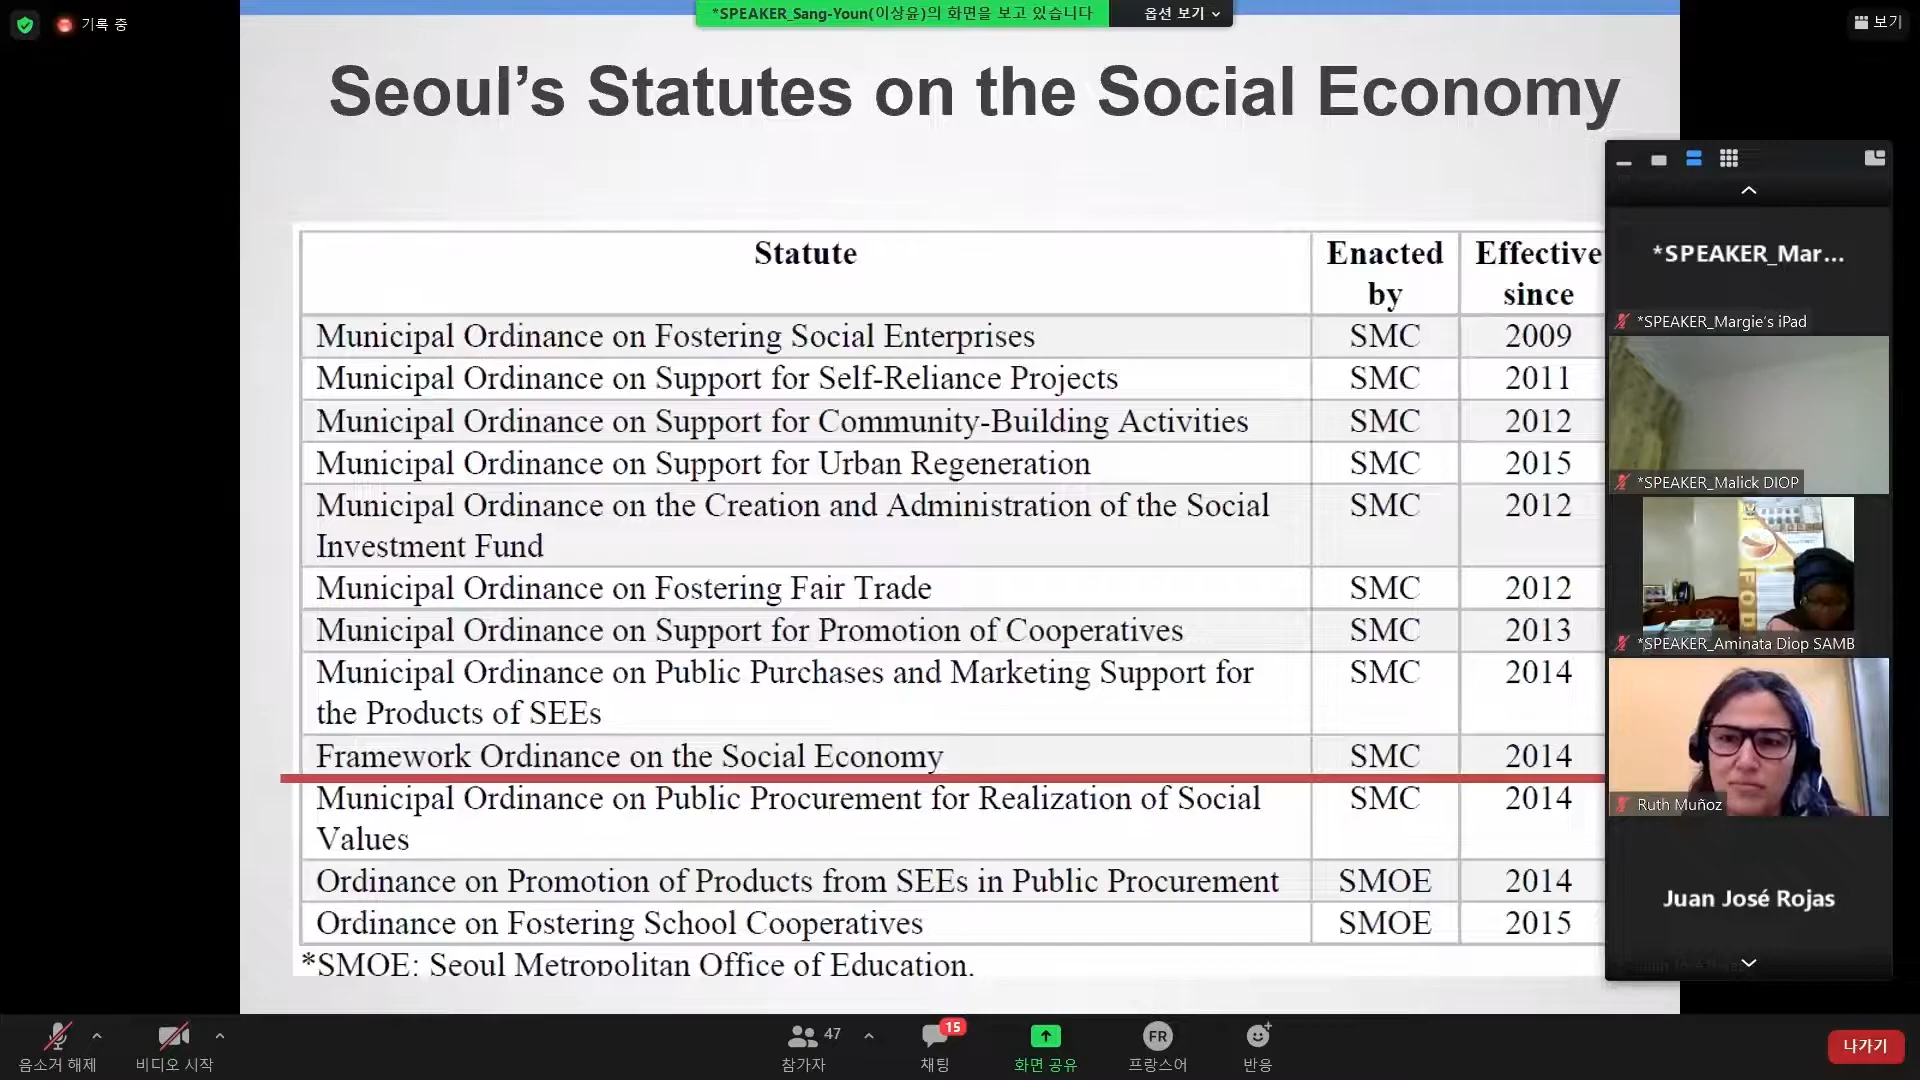 기록 중
*SPEAKER_Sang-Youn(이상윤)의 화면을 보고 있습니다
옵션 보기
보기
Seoul’s Statutes on the Social Economy
Statute
Enacted by
Effective since
Municipal Ordinance on Fostering Social Enterprises
SMC
2009
Municipal Ordinance on Support for Self-Reliance Projects
SMC
2011
Municipal Ordinance on Support for Community-Building Activities
SMC
2012
Municipal Ordinance on Support for Urban Regeneration
SMC
2015
Municipal Ordinance on the Creation and Administration of the Social
Investment Fund
SMC
2012
Municipal Ordinance on Fostering Fair Trade
SMC
2012
Municipal Ordinance on Support for Promotion of Cooperatives
SMC
2013
Municipal Ordinance on Public Purchases and Marketing Support for
the Products of SEEs
SMC
2014
Framework Ordinance on the Social Economy
SMC
2014
Municipal Ordinance on Public Procurement for Realization of Social
Values
SMC
2014
Ordinance on Promotion of Products from SEEs in Public Procurement
SMOE
2014
Ordinance on Fostering School Cooperatives
SMOE
2015
*SMOE: Seoul Metropolitan Office of Education.
*SPEAKER_Mar...
*SPEAKER_Margie's iPad
*SPEAKER_Malick DIOP
*SPEAKER_Aminata Diop SAMB
Ruth Muñoz
Juan José Rojas
음소거 해제
비디오 시작
47
참가자
15
채팅
화면 공유
FR
프랑스어
반응
나가기